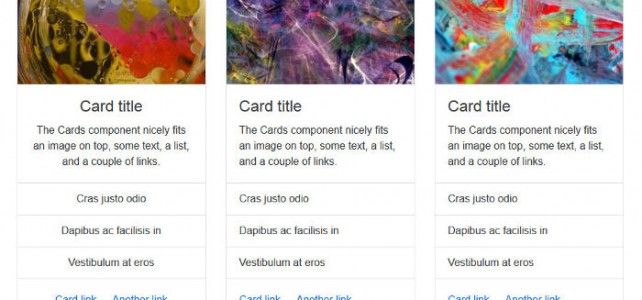 Card title
The Cards component nicely fits
an image on top, some text, a list,
and a couple of links.
Cras justo odio
Dapibus ac facilisis in
Vestibulum at eros
Card link Another link
Card title
The Cards component nicely fits
an image on top, some text, a list,
and a couple of links.
Cras justo odio
Dapibus ac facilisis in
Vestibulum at eros
Card link Another link
Card title
The Cards component nicely fits
an image on top, some text, a list,
and a couple of links.
Cras justo odio
Dapibus ac facilisis in
Vestibulum at eros
Card link Another link